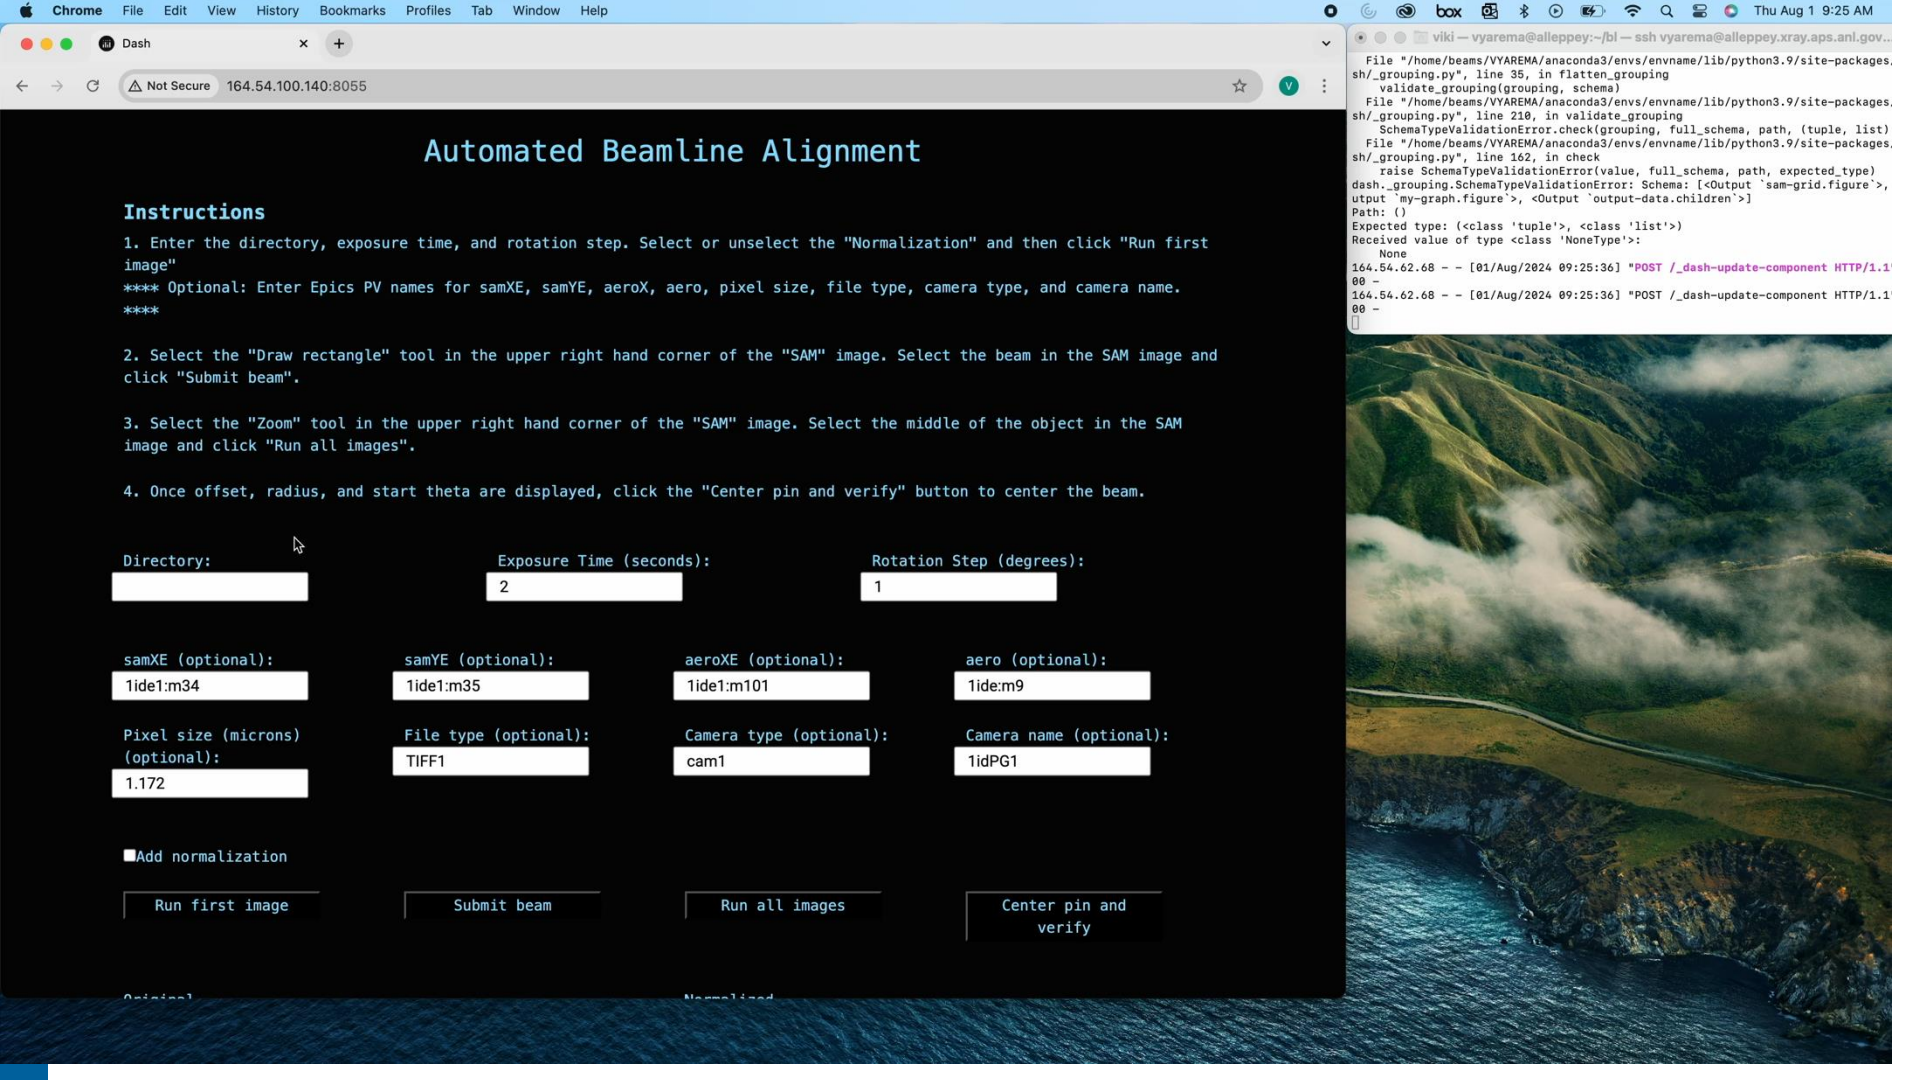 Chrome File Edit View History Bookmarks Profiles Tab Window Help
box
Thu Aug 1 9:25 AM
Dash
Not Secure 164.54.100.140:8055
V
Automated Beamline Alignment
Instructions
1. Enter the directory, exposure time, and rotation step. Select or unselect the "Normalization" and then click "Run first
image"
**** Optional: Enter Epics PV names for samXE, samYE, aeroX, aero, pixel size, file type, camera type, and camera name.
****
2. Select the "Draw rectangle" tool in the upper right hand corner of the "SAM" image. Select the beam in the SAM image and
click "Submit beam".
3. Select the "Zoom" tool in the upper right hand corner of the "SAM" image. Select the middle of the object in the SAM
image and click "Run all images".
4. Once offset, radius, and start theta are displayed, click the "Center pin and verify" button to center the beam.
Directory: Exposure Time (seconds): Rotation Step (degrees):
2 1
samXE (optional): samYE (optional): aeroXE (optional): aero (optional):
1ide1:m34 1ide1:m35 1ide1:m101 1ide:m9
Pixel size (microns) File type (optional): Camera type (optional): Camera name (optional):
(optional): TIFF1 cam1 1idPG1
1.172
Add normalization
Run first image Submit beam Run all images Center pin and
verify
Original Normalized
viki — vyarema@alleppey:~/bl — ssh vyarema@alleppey.xray.aps.anl.gov...
File "/home/beams/VYAREMA/anaconda3/envs/envname/lib/python3.9/site-packages/
sh/_grouping.py", line 35, in flatten_grouping
validate_grouping(grouping, schema)
File "/home/beams/VYAREMA/anaconda3/envs/envname/lib/python3.9/site-packages/
sh/_grouping.py", line 210, in validate_grouping
SchemaTypeValidationError.check(grouping, full_schema, path, (tuple, list)
File "/home/beams/VYAREMA/anaconda3/envs/envname/lib/python3.9/site-packages/
sh/_grouping.py", line 162, in check
raise SchemaTypeValidationError(value, full_schema, path, expected_type)
dash._grouping.SchemaTypeValidationError: Schema: [<Output `sam-grid.figure`>,
utput `my-graph.figure`>, <Output `output-data.children`>]
Path: ()
Expected type: (<class 'tuple'>, <class 'list'>)
Received value of type <class 'NoneType'>:
None
164.54.62.68 - - [01/Aug/2024 09:25:36] "POST /_dash-update-component HTTP/1.1"
00 -
164.54.62.68 - - [01/Aug/2024 09:25:36] "POST /_dash-update-component HTTP/1.1"
00 -